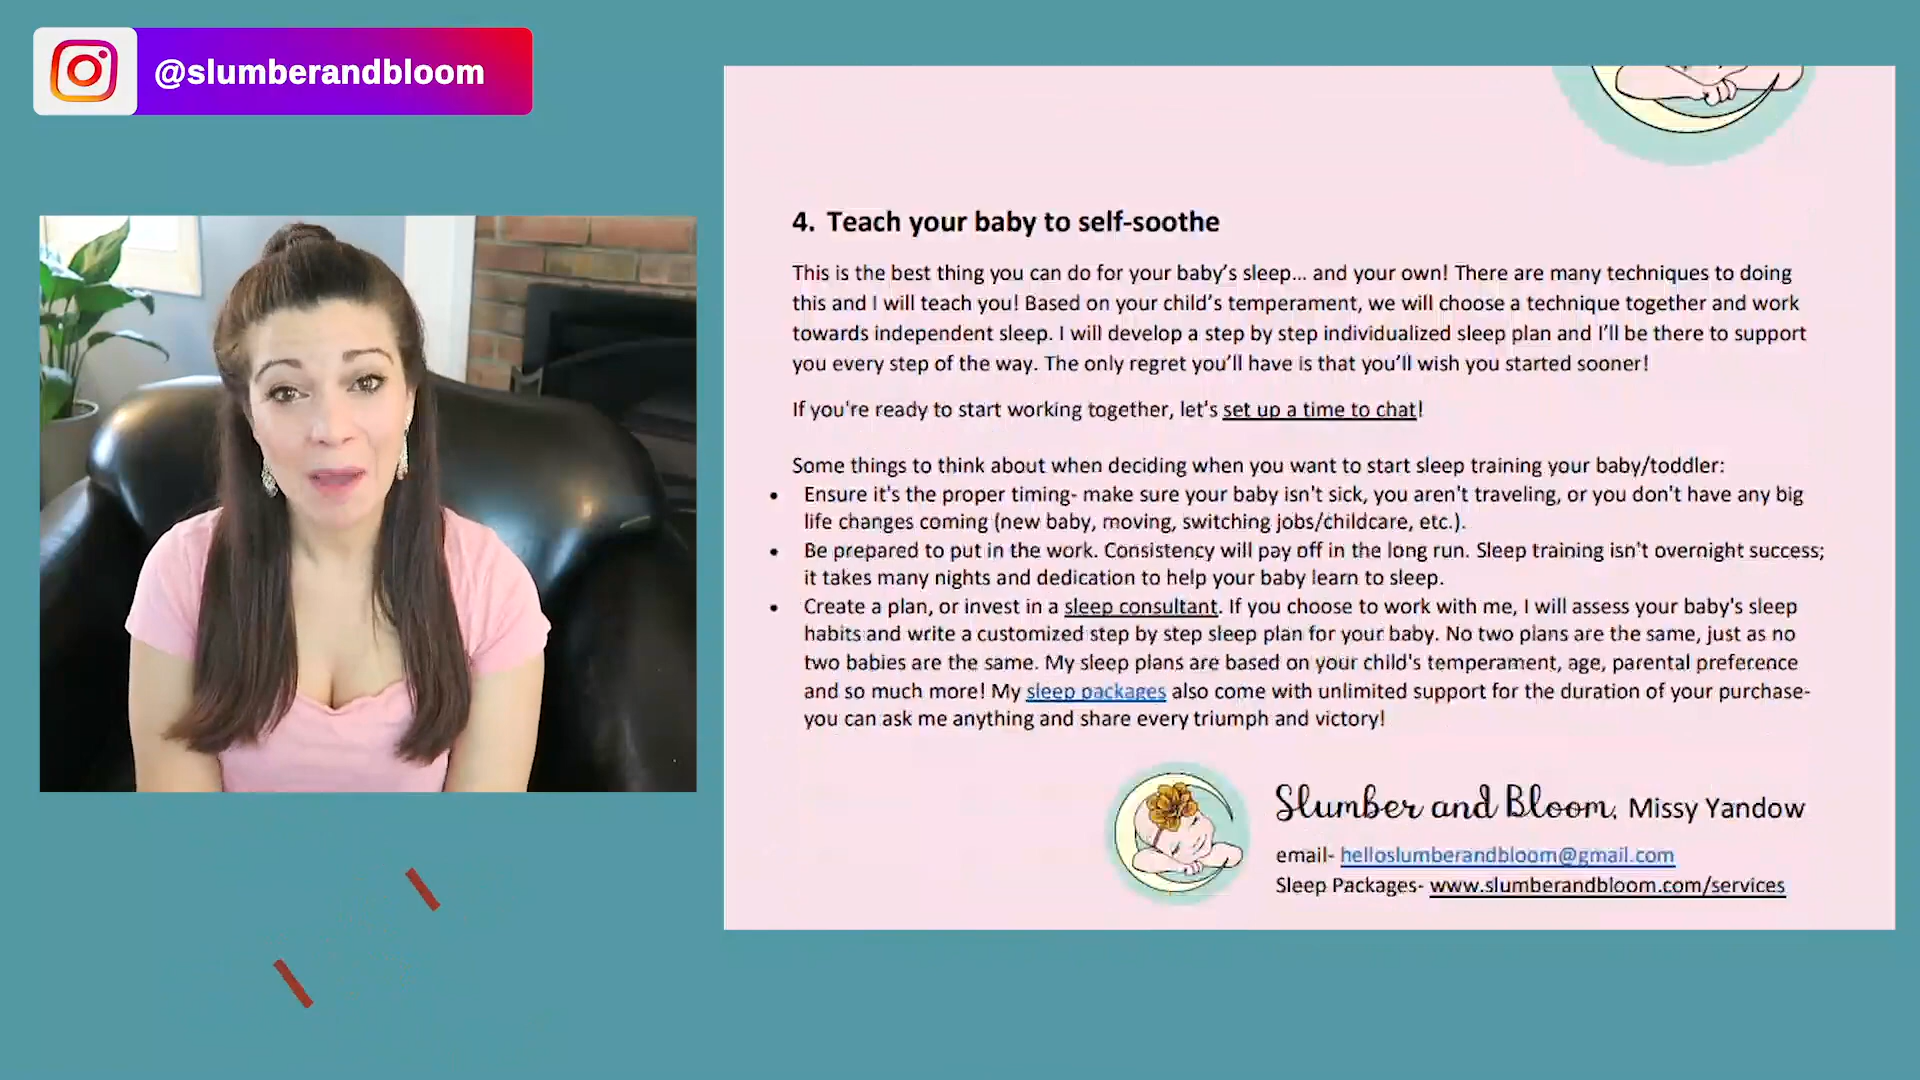 @slumberandbloom
4. Teach your baby to self-soothe
This is the best thing you can do for your baby's sleep... and your own! There are many techniques to doing
this and I will teach you! Based on your child's temperament, we will choose a technique together and work
towards independent sleep. I will develop a step by step individualized sleep plan and I'll be there to support
you every step of the way. The only regret you'll have is that you'll wish you started sooner!
If you're ready to start working together, let's set up a time to chat!
Some things to think about when deciding when you want to start sleep training your baby/toddler:
• Ensure it's the proper timing- make sure your baby isn't sick, you aren't traveling, or you don't have any big
life changes coming (new baby, moving, switching jobs/childcare, etc.).
• Be prepared to put in the work. Consistency will pay off in the long run. Sleep training isn't overnight success;
it takes many nights and dedication to help your baby learn to sleep.
• Create a plan, or invest in a sleep consultant. If you choose to work with me, I will assess your baby's sleep
habits and write a customized step by step sleep plan for your baby. No two plans are the same, just as no
two babies are the same. My sleep plans are based on your child's temperament, age, parental preference
and so much more! My sleep packages also come with unlimited support for the duration of your purchase-
you can ask me anything and share every triumph and victory!
Slumber and Bloom, Missy Yandow
email- helloslumberandbloom@gmail.com
Sleep Packages- www.slumberandbloom.com/services